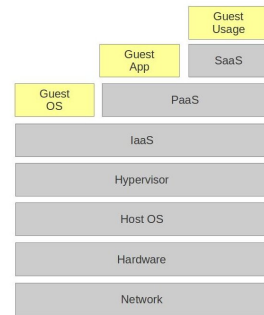 Guest
Usage
Guest
App
SaaS
Guest
OS
PaaS
IaaS
Hypervisor
Host OS
Hardware
Network